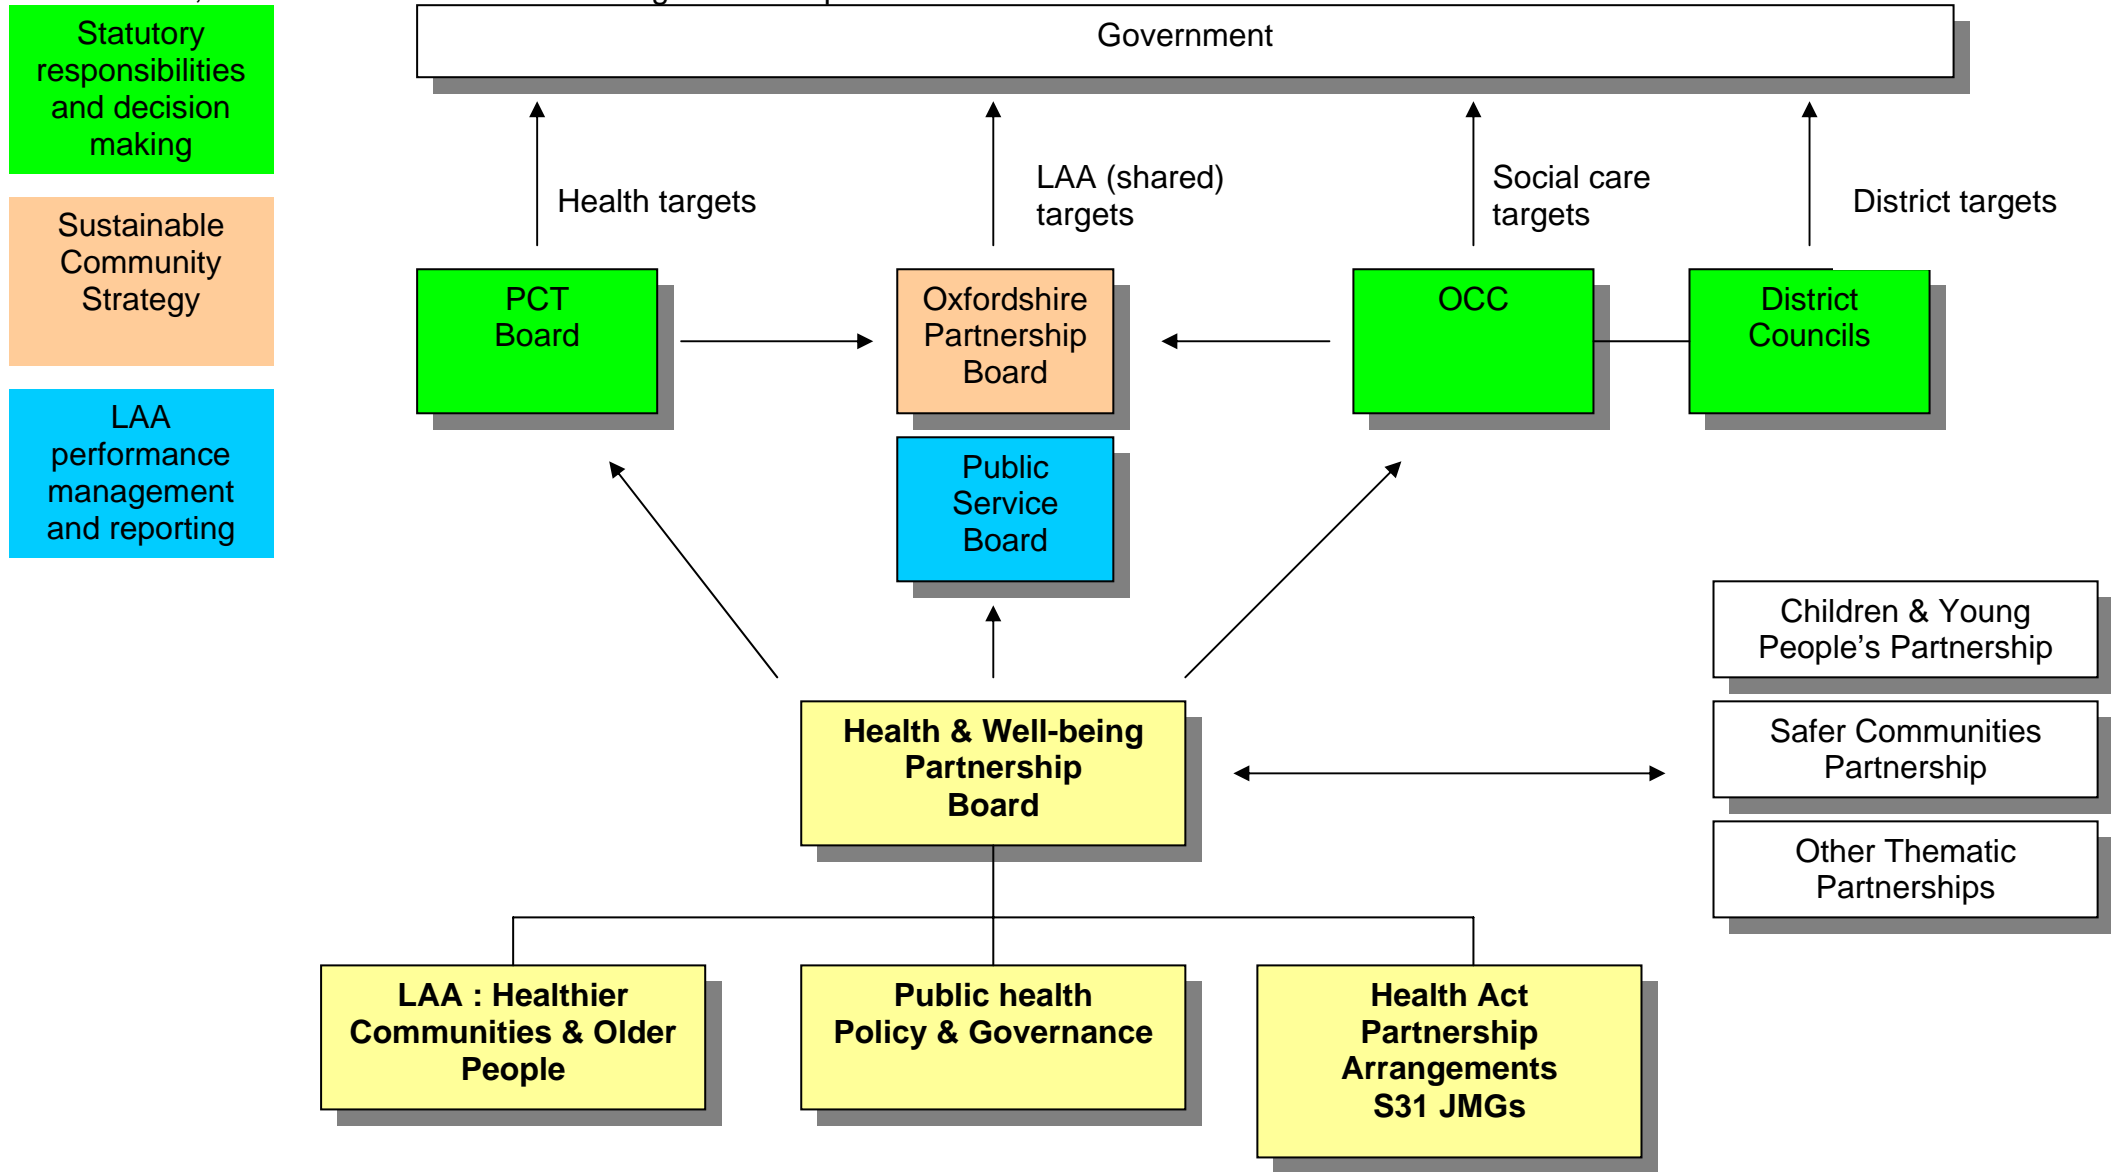 Statutory
responsibilities
and decision
making
Sustainable
Community
Strategy
LAA
performance
management
and reporting
Government
Health targets
LAA (shared)
targets
Social care
targets
District targets
PCT
Board
Oxfordshire
Partnership
Board
OCC
District
Councils
Public
Service
Board
Children & Young
People’s Partnership
Safer Communities
Partnership
Other Thematic
Partnerships
Health & Well-being
Partnership
Board
LAA : Healthier
Communities & Older
People
Public health
Policy & Governance
Health Act
Partnership
Arrangements
S31 JMGs